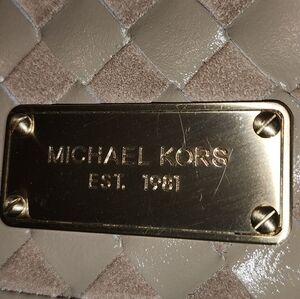 MICHAEL KORS
EST. 1981